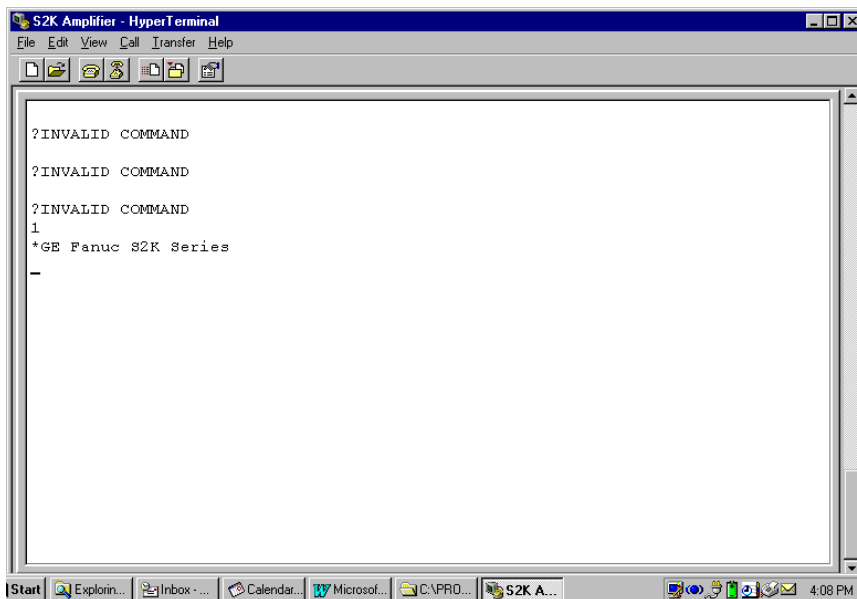 S2K Amplifier - HyperTerminal
File Edit View Call Transfer Help
?INVALID COMMAND
?INVALID COMMAND
?INVALID COMMAND
1
*GE Fanuc S2K Series
Start Explorin... Inbox - ... Calendar... Microsof... C:\PRO... S2K A... 4:08 PM